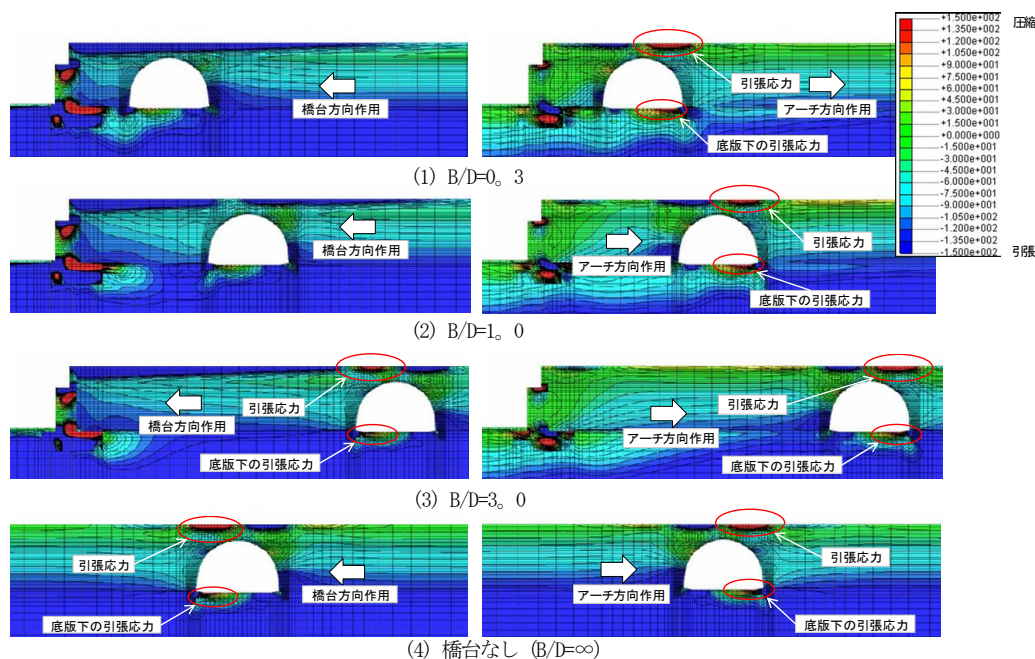 +1.500e+002
+1.350e+002
+1.200e+002
+1.050e+002
+9.000e+001
+7.500e+001
+6.000e+001
+4.500e+001
+3.000e+001
+1.500e+001
+0.000e+000
-1.500e+001
-3.000e+001
-4.500e+001
-6.000e+001
-7.500e+001
-9.000e+001
-1.050e+002
-1.200e+002
-1.350e+002
-1.500e+002
圧縮
引張
橋台方向作用
引張応力
アーチ方向作用
底版下の引張応力
(1) B/D=0。3
橋台方向作用
アーチ方向作用
引張応力
底版下の引張応力
(2) B/D=1。0
引張応力
橋台方向作用
底版下の引張応力
引張応力
アーチ方向作用
底版下の引張応力
(3) B/D=3。0
引張応力
橋台方向作用
底版下の引張応力
アーチ方向作用
引張応力
底版下の引張応力
(4) 橋台なし (B/D=∞)